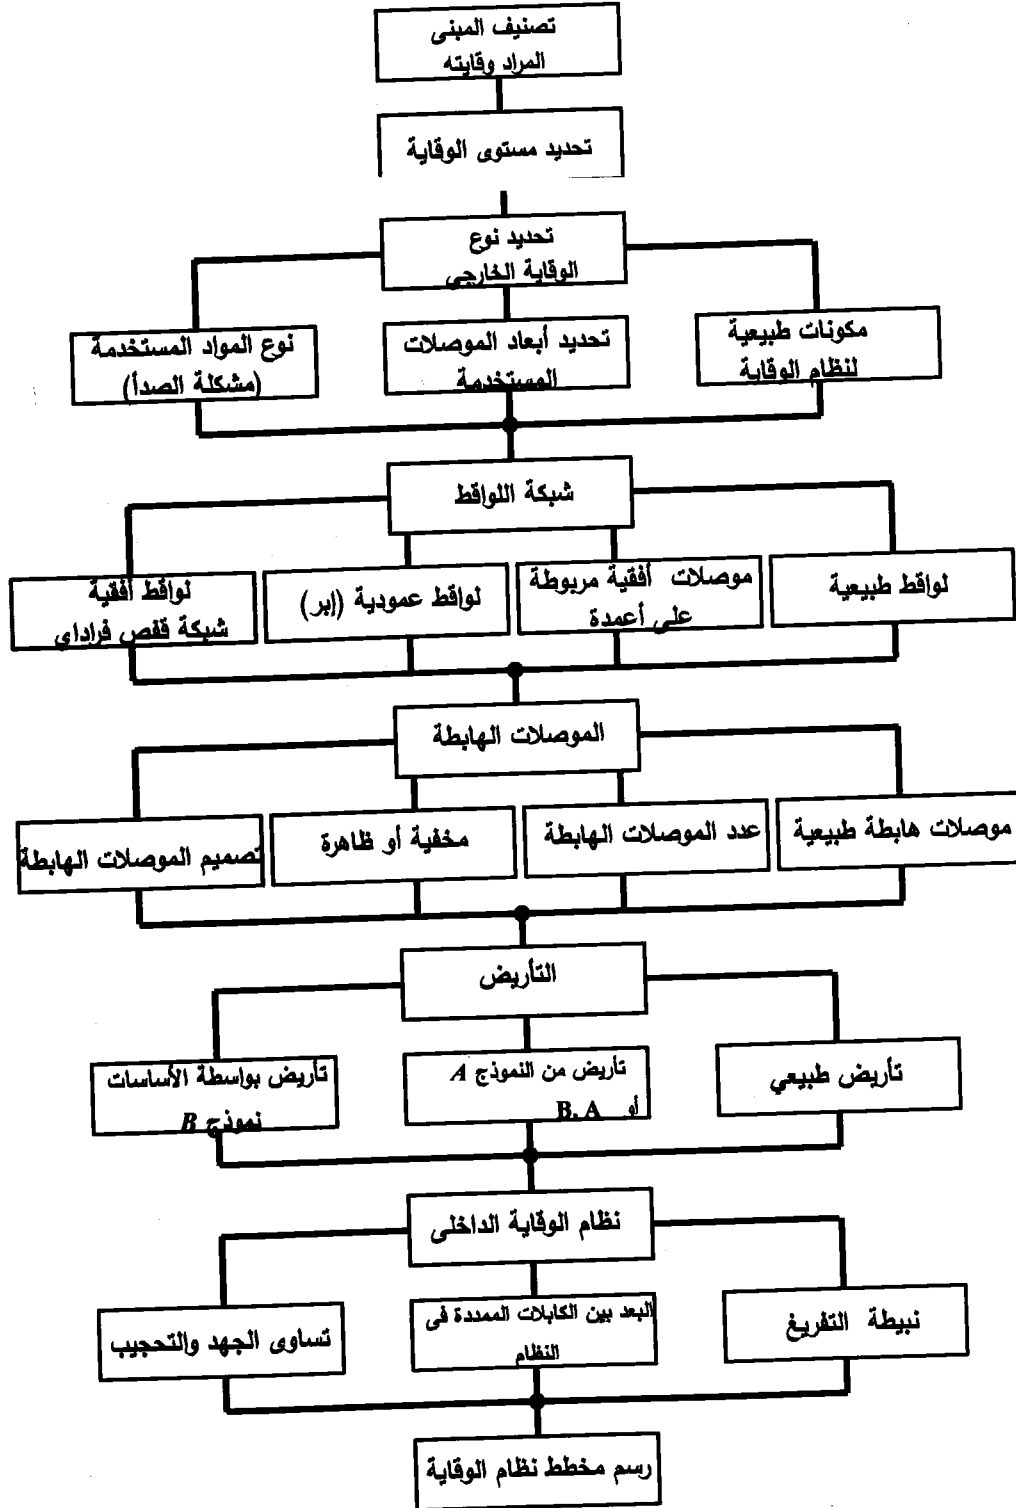 تصنيف المبنى
المراد وقايته
تحديد مستوى الوقاية
تحديد نوع
الوقاية الخارجى
مكونات طبيعية
لنظام الوقاية
تحديد أبعاد الموصلات
المستخدمة
نوع المواد المستخدمة
(مشكلة الصدأ)
شبكة اللواقط
لواقط طبيعية
موصلات أفقية مربوطة
على أعمدة
لواقط عمودية (إبر)
لواقط أفقية
شبكة قفص فراداى
الموصلات الهابطة
موصلات هابطة طبيعية
عدد الموصلات الهابطة
مخفية أو ظاهرة
تصميم الموصلات الهابطة
التأريض
تأريض طبيعي
تأريض من النموذج A
أو B, A
تأريض بواسطة الأساسات
نموذج B
نظام الوقاية الداخلى
نبيطة التفريغ
البعد بين الكابلات الممددة فى
النظام
تساوى الجهد والتحجيب
رسم مخطط نظام الوقاية